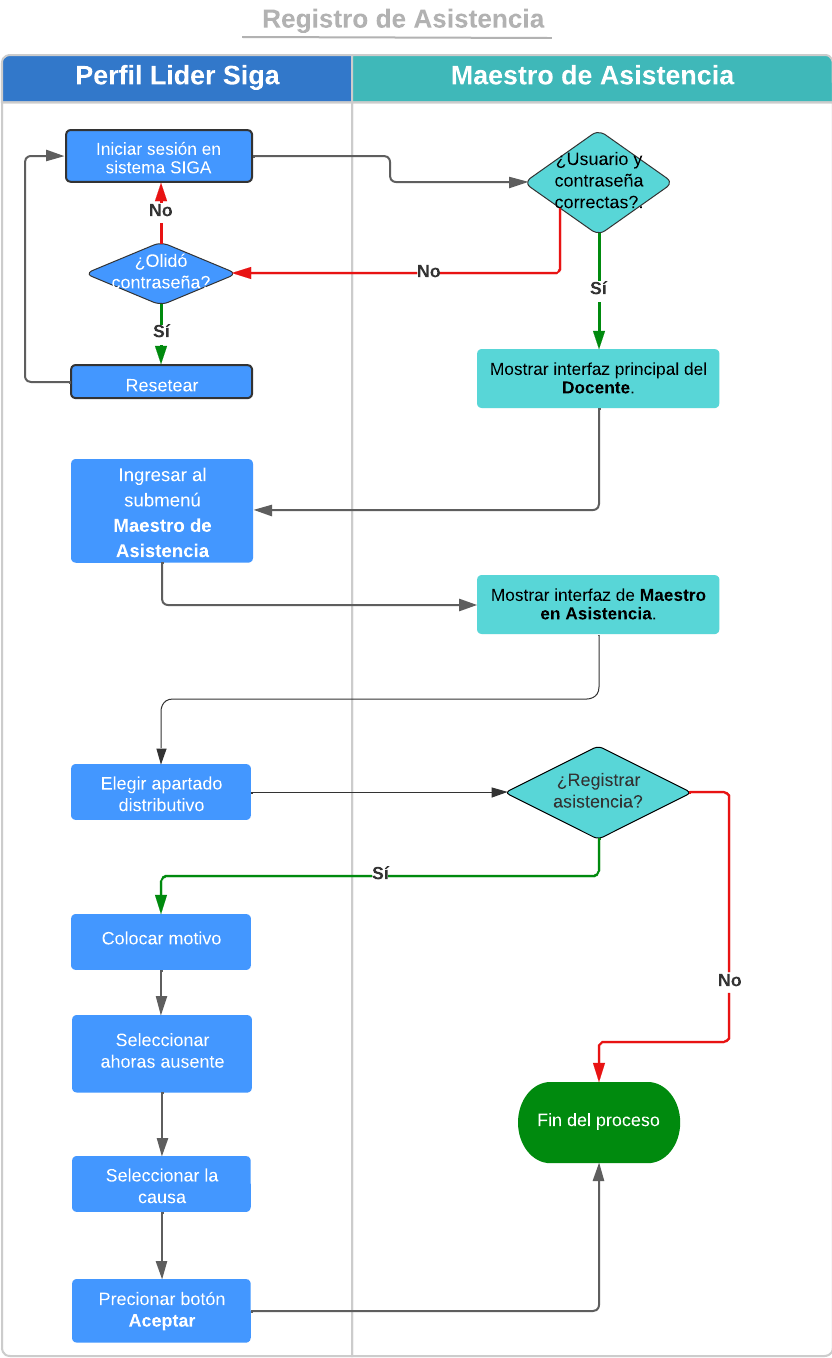 Registro de Asistencia
Perfil Lider Siga
Maestro de Asistencia
Iniciar sesión en
sistema SIGA
¿Usuario y
contraseña
correctas?.
No
¿Olidó
contraseña?
No
Sí
Sí
Resetear
Mostrar interfaz principal del
Docente.
Ingresar al
submenú
Maestro de
Asistencia
Mostrar interfaz de Maestro
en Asistencia.
Elegir apartado
distributivo
¿Registrar
asistencia?
Sí
Colocar motivo
No
Seleccionar
ahoras ausente
Fin del proceso
Seleccionar la
causa
Precionar botón
Aceptar